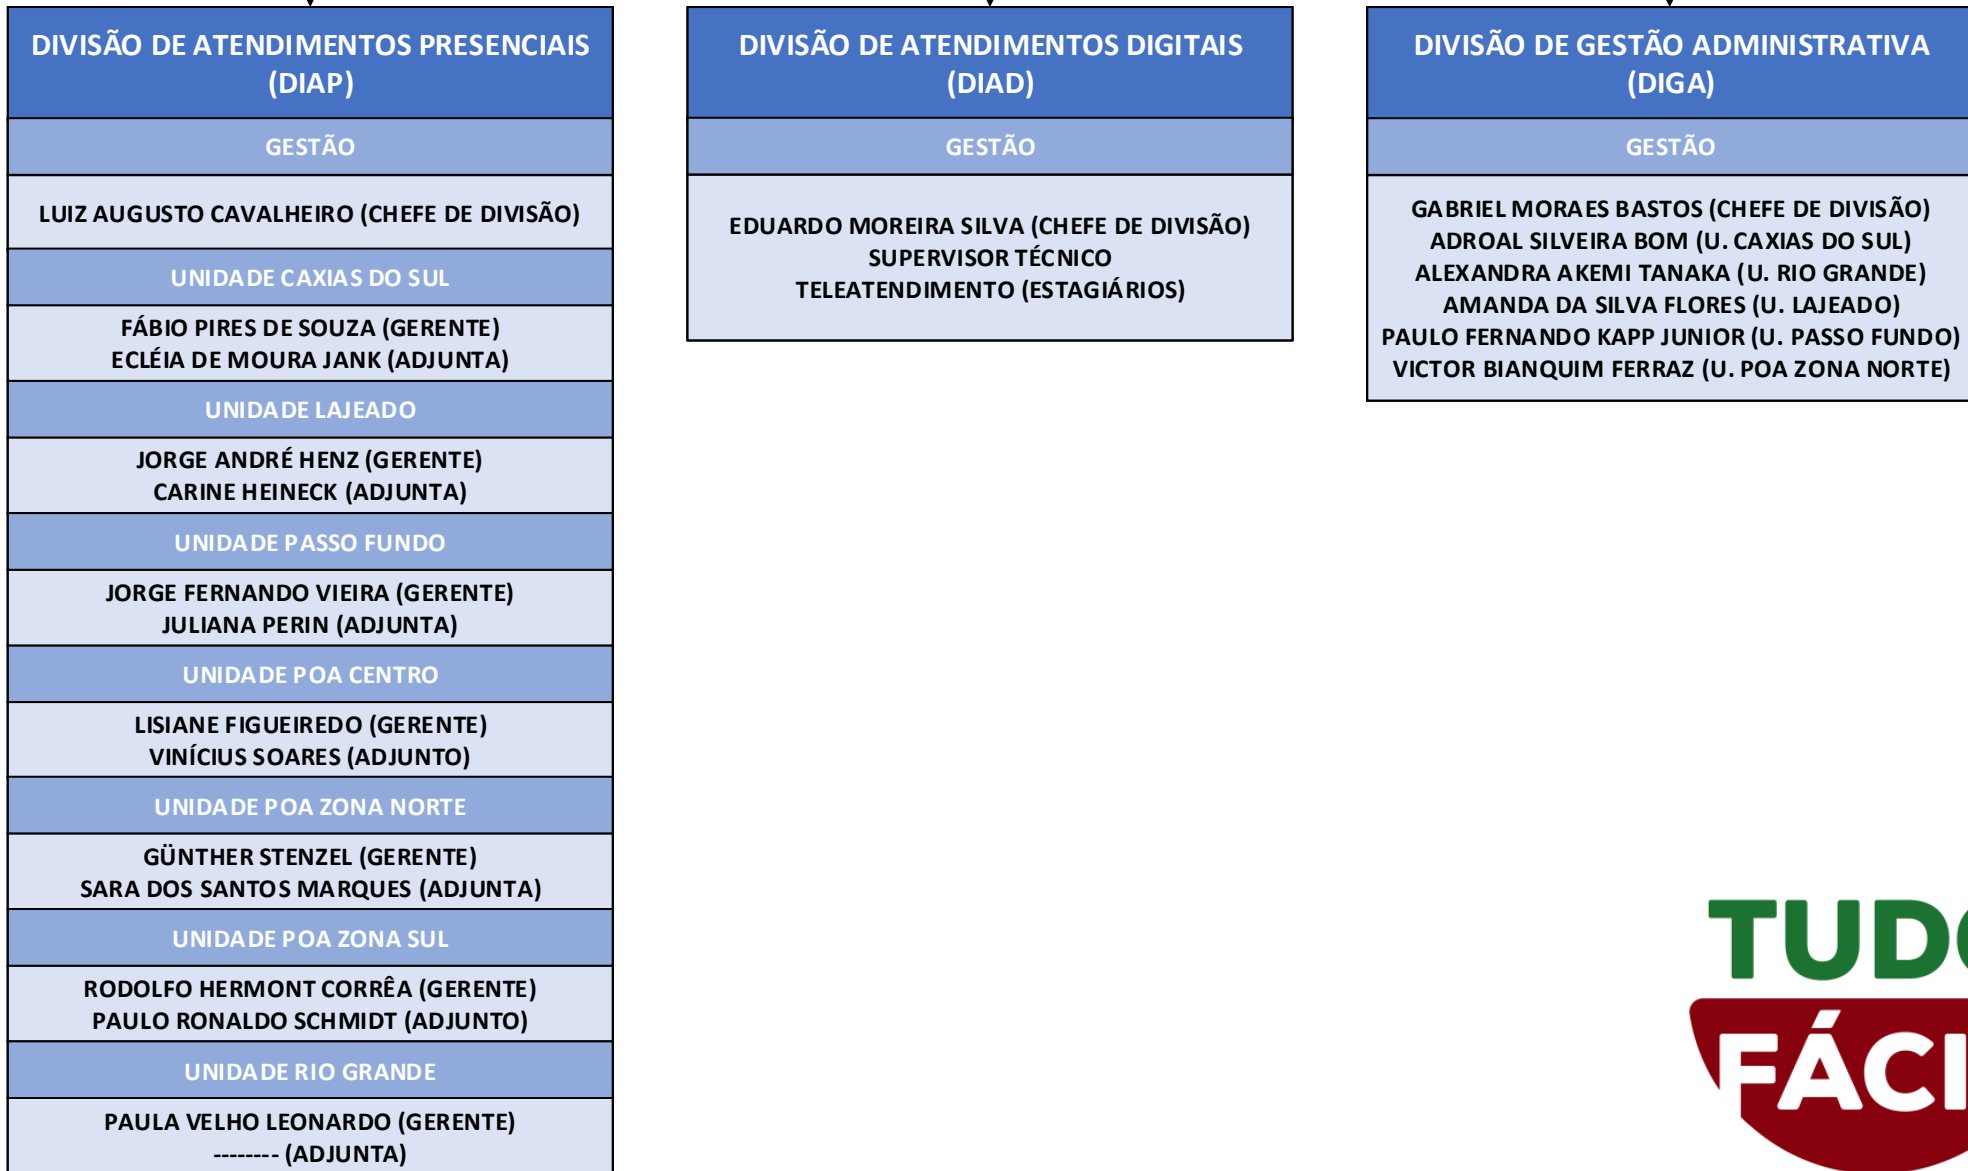 DIVISÃO DE ATENDIMENTOS PRESENCIAIS
(DIAP)
GESTÃO
LUIZ AUGUSTO CAVALHEIRO (CHEFE DE DIVISÃO)
UNIDADE CAXIAS DO SUL
FÁBIO PIRES DE SOUZA (GERENTE)
ECLÉIA DE MOURA JANK (ADJUNTA)
UNIDADE LAJEADO
JORGE ANDRÉ HENZ (GERENTE)
CARINE HEINECK (ADJUNTA)
UNIDADE PASSO FUNDO
JORGE FERNANDO VIEIRA (GERENTE)
JULIANA PERIN (ADJUNTA)
UNIDADE POA CENTRO
LISIANE FIGUEIREDO (GERENTE)
VINÍCIUS SOARES (ADJUNTO)
UNIDADE POA ZONA NORTE
GÜNTHER STENZEL (GERENTE)
SARA DOS SANTOS MARQUES (ADJUNTA)
UNIDADE POA ZONA SUL
RODOLFO HERMONT CORRÊA (GERENTE)
PAULO RONALDO SCHMIDT (ADJUNTO)
UNIDADE RIO GRANDE
PAULA VELHO LEONARDO (GERENTE)
-------- (ADJUNTA)
DIVISÃO DE ATENDIMENTOS DIGITAIS
(DIAD)
GESTÃO
EDUARDO MOREIRA SILVA (CHEFE DE DIVISÃO)
SUPERVISOR TÉCNICO
TELEATENDIMENTO (ESTAGIÁRIOS)
DIVISÃO DE GESTÃO ADMINISTRATIVA
(DIGA)
GESTÃO
GABRIEL MORAES BASTOS (CHEFE DE DIVISÃO)
ADROAL SILVEIRA BOM (U. CAXIAS DO SUL)
ALEXANDRA AKEMI TANAKA (U. RIO GRANDE)
AMANDA DA SILVA FLORES (U. LAJEADO)
PAULO FERNANDO KAPP JUNIOR (U. PASSO FUNDO)
VICTOR BIANQUIM FERRAZ (U. POA ZONA NORTE)
TUDO
FÁCI